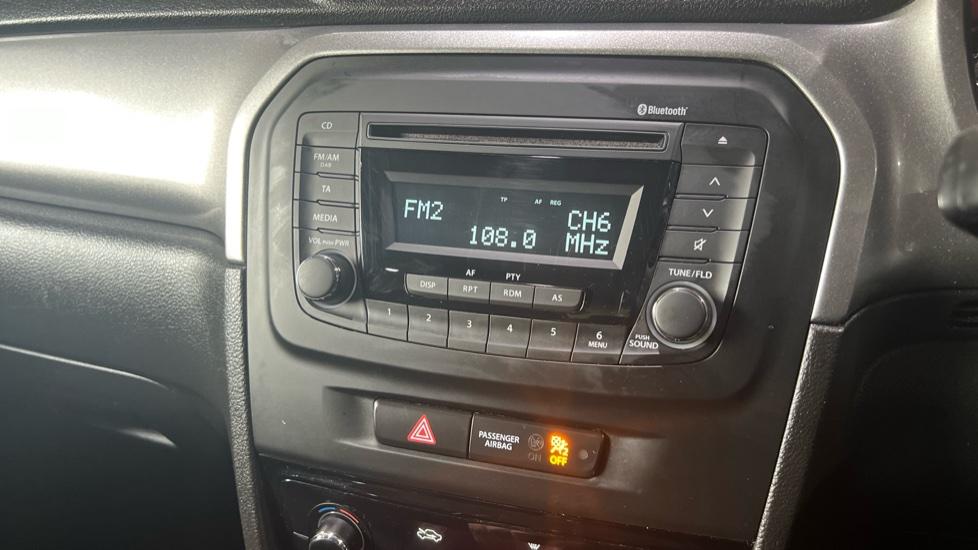 Bluetooth
CD
FM/AM
DAB
TA
MEDIA
VOL PUSH PWR
TP AF REG
FM2 CH6
108.0 MHz
AF PTY
DISP RPT RDM AS
TUNE/FLD
1 2 3 4 5 6
MENU
PUSH
SOUND
PASSENGER
AIRBAG
ON OFF